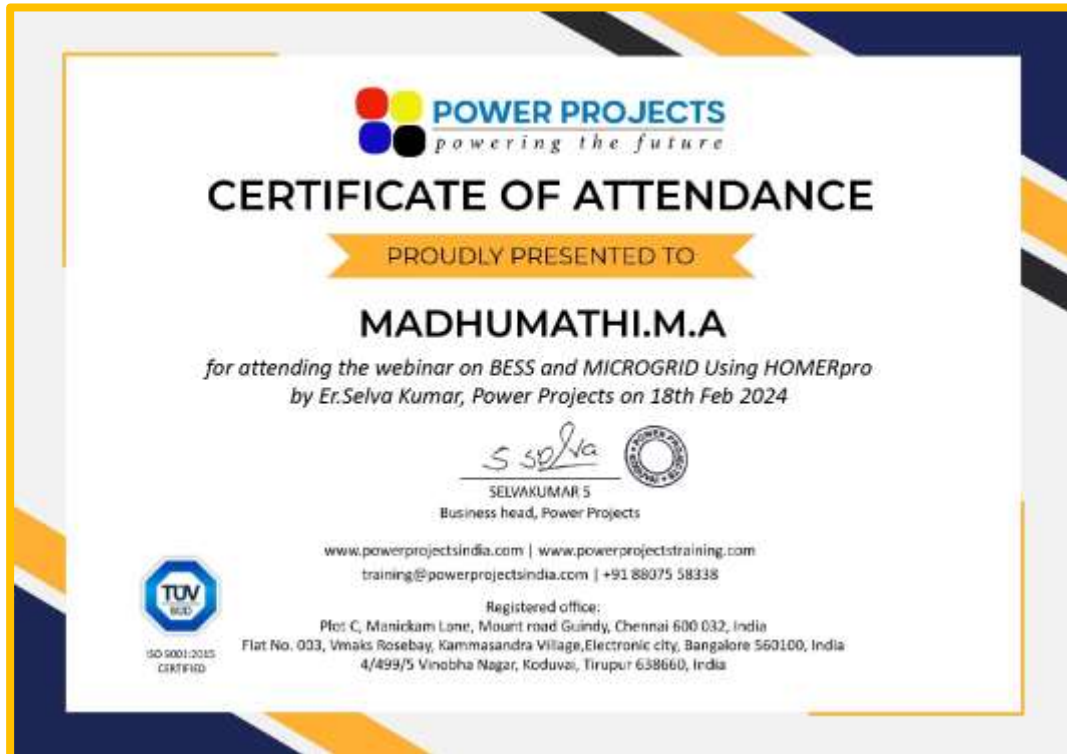 POWER PROJECTS
powering the future
CERTIFICATE OF ATTENDANCE
PROUDLY PRESENTED TO
MADHUMATHI.M.A
for attending the webinar on BESS and MICROGRID Using HOMERpro
by Er.Selva Kumar, Power Projects on 18th Feb 2024
S selva
POWER PROJECTS
SELVAKUMAR S
Business head, Power Projects
www.powerprojectsindia.com | www.powerprojectstraining.com
training@powerprojectsindia.com | +91 88075 58338
Registered office:
Plot C, Manickam Lane, Mount road Guindy, Chennai 600 032, India
Flat No. 003, Vmaks Rosebay, Kammasandra Village,Electronic city, Bangalore 560100, India
4/499/5 Vinobha Nagar, Koduvai, Tirupur 638660, India
TUV
ISO 9001:2015
CERTIFIED